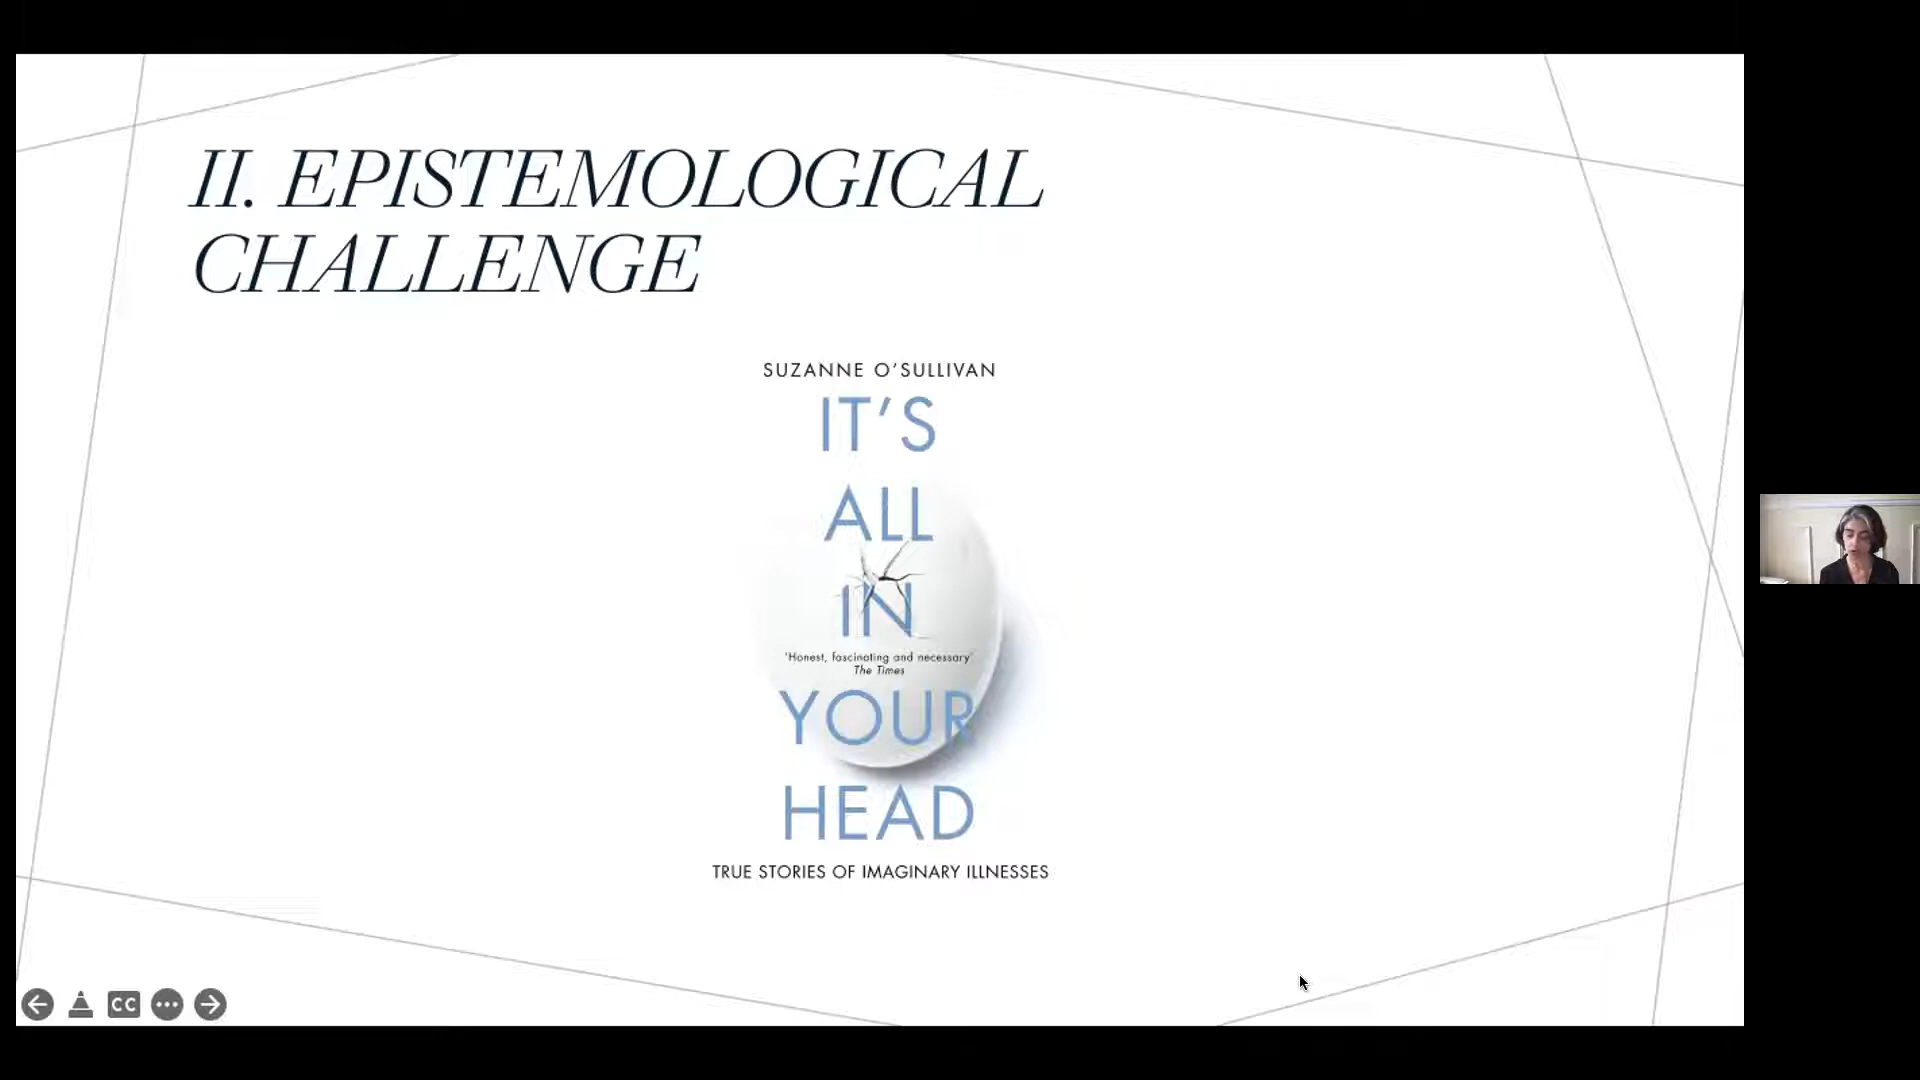 II. EPISTEMOLOGICAL
CHALLENGE
SUZANNE O'SULLIVAN
IT'S
ALL
IN
'Honest, fascinating and necessary'
The Times
YOUR
HEAD
TRUE STORIES OF IMAGINARY ILLNESSES
CC